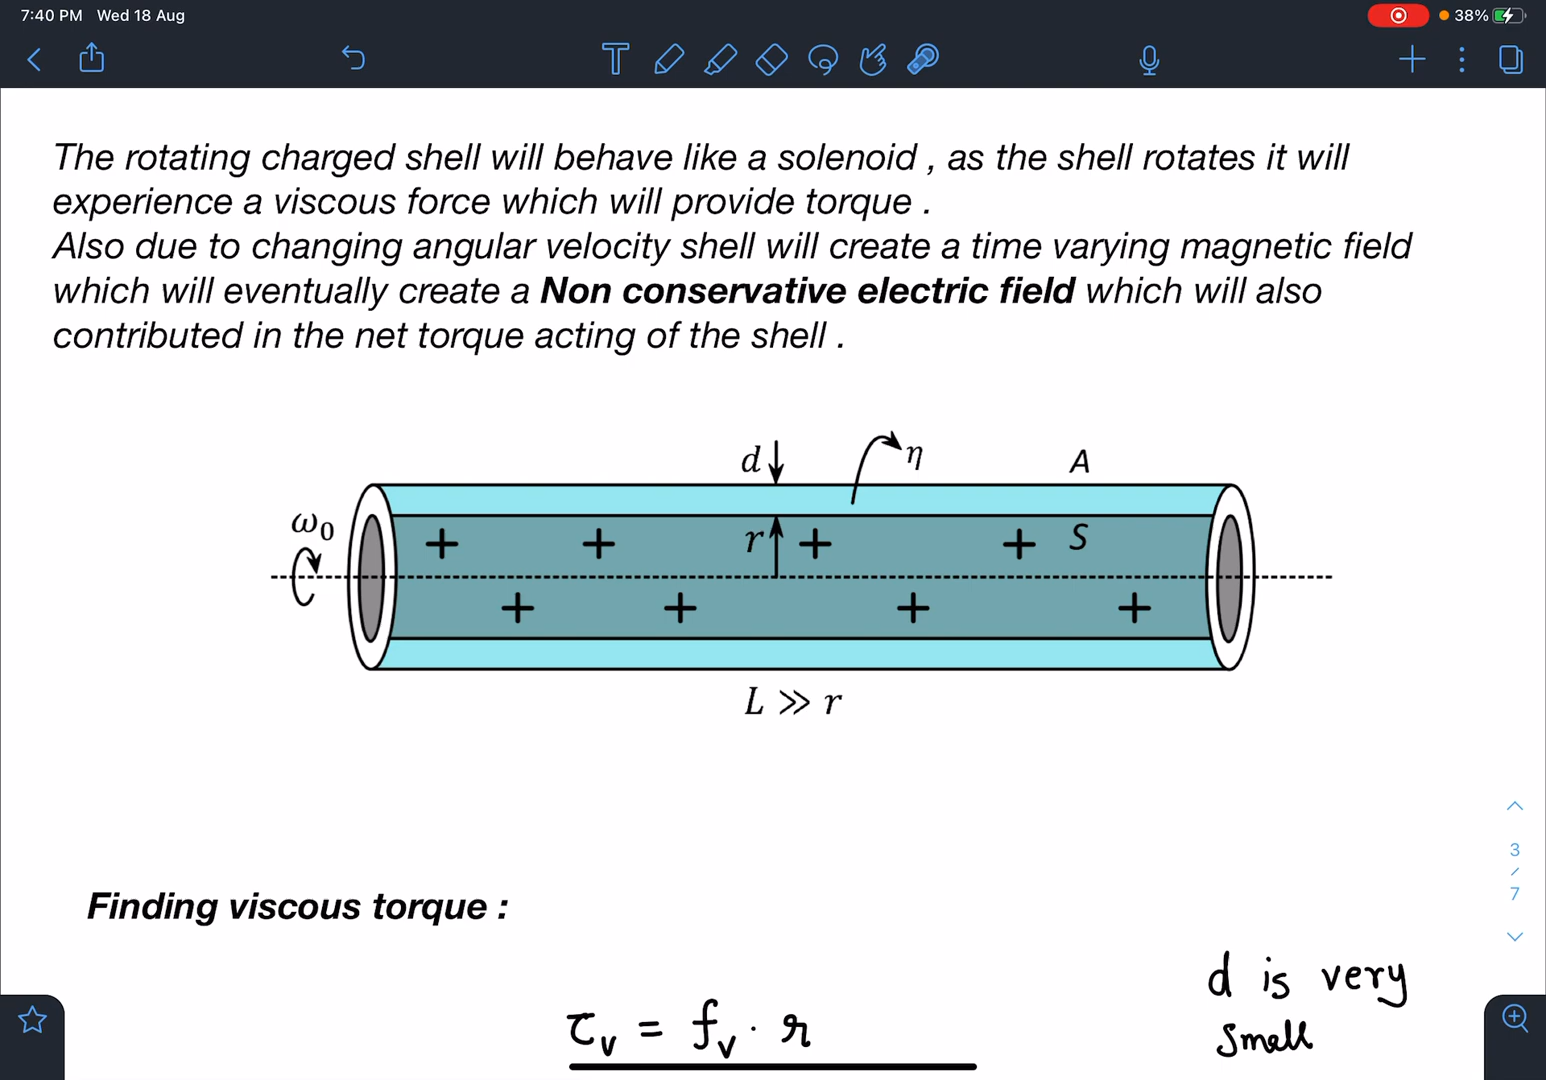 7:40 PM Wed 18 Aug
38%
The rotating charged shell will behave like a solenoid , as the shell rotates it will
experience a viscous force which will provide torque .
Also due to changing angular velocity shell will create a time varying magnetic field
which will eventually create a Non conservative electric field which will also
contributed in the net torque acting of the shell .
d η A
ω₀
r S
+ + + +
+ + + +
L ≫ r
3
/
7
Finding viscous torque :
d is very
small
τᵥ = fᵥ · r